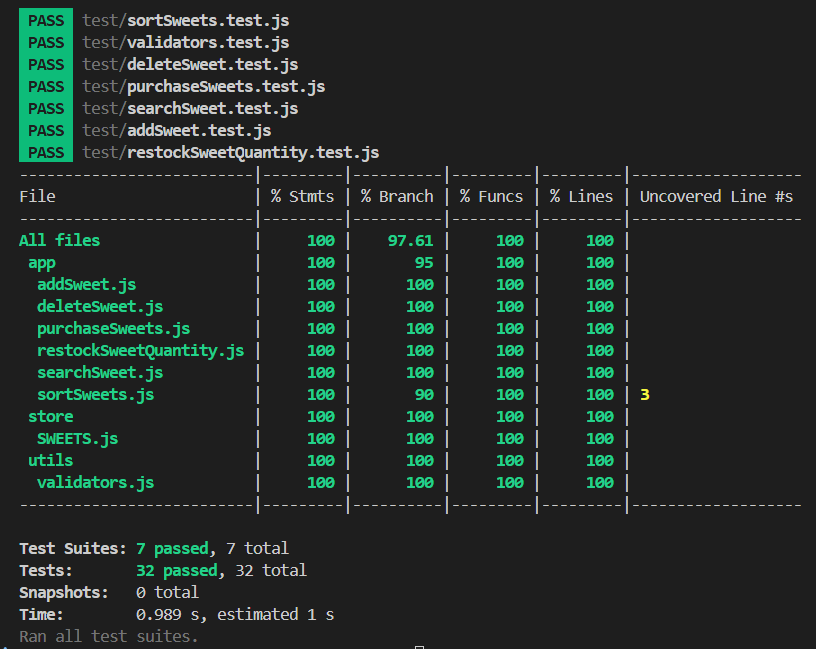 PASS test/sortSweets.test.js
PASS test/validators.test.js
PASS test/deleteSweet.test.js
PASS test/purchaseSweets.test.js
PASS test/searchSweet.test.js
PASS test/addSweet.test.js
PASS test/restockSweetQuantity.test.js
--------------------------|---------|----------|---------|---------|-------------------
File                      | % Stmts | % Branch | % Funcs | % Lines | Uncovered Line #s
--------------------------|---------|----------|---------|---------|-------------------
All files                 |     100 |    97.61 |     100 |     100 |
 app                      |     100 |       95 |     100 |     100 |
  addSweet.js             |     100 |      100 |     100 |     100 |
  deleteSweet.js          |     100 |      100 |     100 |     100 |
  purchaseSweets.js       |     100 |      100 |     100 |     100 |
  restockSweetQuantity.js |     100 |      100 |     100 |     100 |
  searchSweet.js          |     100 |      100 |     100 |     100 |
  sortSweets.js           |     100 |       90 |     100 |     100 | 3
 store                    |     100 |      100 |     100 |     100 |
  SWEETS.js               |     100 |      100 |     100 |     100 |
 utils                    |     100 |      100 |     100 |     100 |
  validators.js           |     100 |      100 |     100 |     100 |
--------------------------|---------|----------|---------|---------|-------------------
Test Suites: 7 passed, 7 total
Tests:       32 passed, 32 total
Snapshots:   0 total
Time:        0.989 s, estimated 1 s
Ran all test suites.